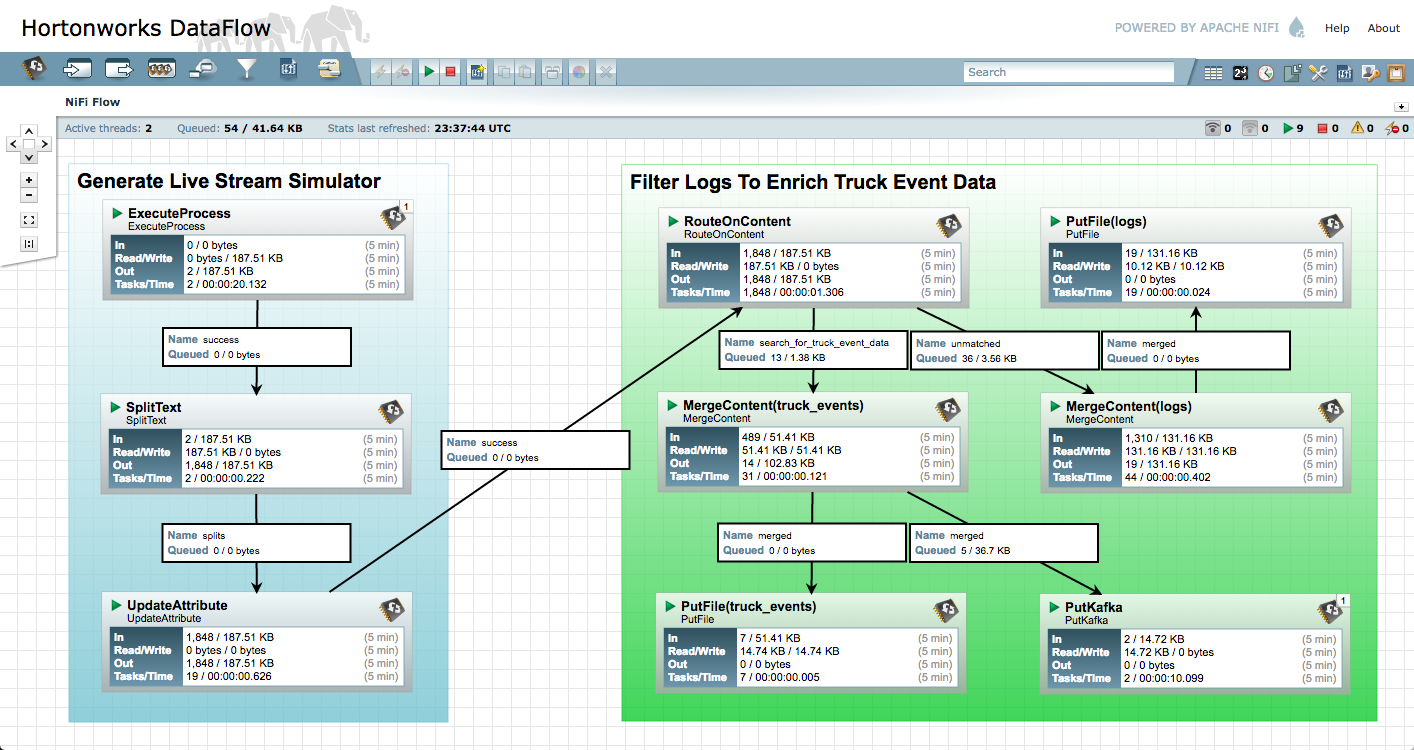 Hortonworks DataFlow
POWERED BY APACHE NIFI Help About
Search
NiFi Flow
Active threads: 2 Queued: 54 / 41.64 KB Stats last refreshed: 23:37:44 UTC 0 0 9 0 0 0
Generate Live Stream Simulator
ExecuteProcess 1
ExecuteProcess
In 0 / 0 bytes (5 min)
Read/Write 0 bytes / 187.51 KB (5 min)
Out 2 / 187.51 KB (5 min)
Tasks/Time 2 / 00:00:20.132 (5 min)
Name success
Queued 0 / 0 bytes
SplitText
SplitText
In 2 / 187.51 KB (5 min)
Read/Write 187.51 KB / 0 bytes (5 min)
Out 1,848 / 187.51 KB (5 min)
Tasks/Time 2 / 00:00:00.222 (5 min)
Name splits
Queued 0 / 0 bytes
UpdateAttribute
UpdateAttribute
In 1,848 / 187.51 KB (5 min)
Read/Write 0 bytes / 0 bytes (5 min)
Out 1,848 / 187.51 KB (5 min)
Tasks/Time 19 / 00:00:00.626 (5 min)
Name success
Queued 0 / 0 bytes
Filter Logs To Enrich Truck Event Data
RouteOnContent
RouteOnContent
In 1,848 / 187.51 KB (5 min)
Read/Write 187.51 KB / 0 bytes (5 min)
Out 1,848 / 187.51 KB (5 min)
Tasks/Time 1,848 / 00:00:01.306 (5 min)
PutFile(logs)
PutFile
In 19 / 131.16 KB (5 min)
Read/Write 10.12 KB / 10.12 KB (5 min)
Out 0 / 0 bytes (5 min)
Tasks/Time 19 / 00:00:00.024 (5 min)
Name search_for_truck_event_data
Queued 13 / 1.38 KB
Name unmatched
Queued 36 / 3.56 KB
Name merged
Queued 0 / 0 bytes
MergeContent(truck_events)
MergeContent
In 489 / 51.41 KB (5 min)
Read/Write 51.41 KB / 51.41 KB (5 min)
Out 14 / 102.83 KB (5 min)
Tasks/Time 31 / 00:00:00.121 (5 min)
MergeContent(logs)
MergeContent
In 1,310 / 131.16 KB (5 min)
Read/Write 131.16 KB / 131.16 KB (5 min)
Out 19 / 131.16 KB (5 min)
Tasks/Time 44 / 00:00:00.402 (5 min)
Name merged
Queued 0 / 0 bytes
Name merged
Queued 5 / 36.7 KB
PutFile(truck_events)
PutFile
In 7 / 51.41 KB (5 min)
Read/Write 14.74 KB / 14.74 KB (5 min)
Out 0 / 0 bytes (5 min)
Tasks/Time 7 / 00:00:00.005 (5 min)
PutKafka 1
PutKafka
In 2 / 14.72 KB (5 min)
Read/Write 14.72 KB / 0 bytes (5 min)
Out 0 / 0 bytes (5 min)
Tasks/Time 2 / 00:00:10.099 (5 min)